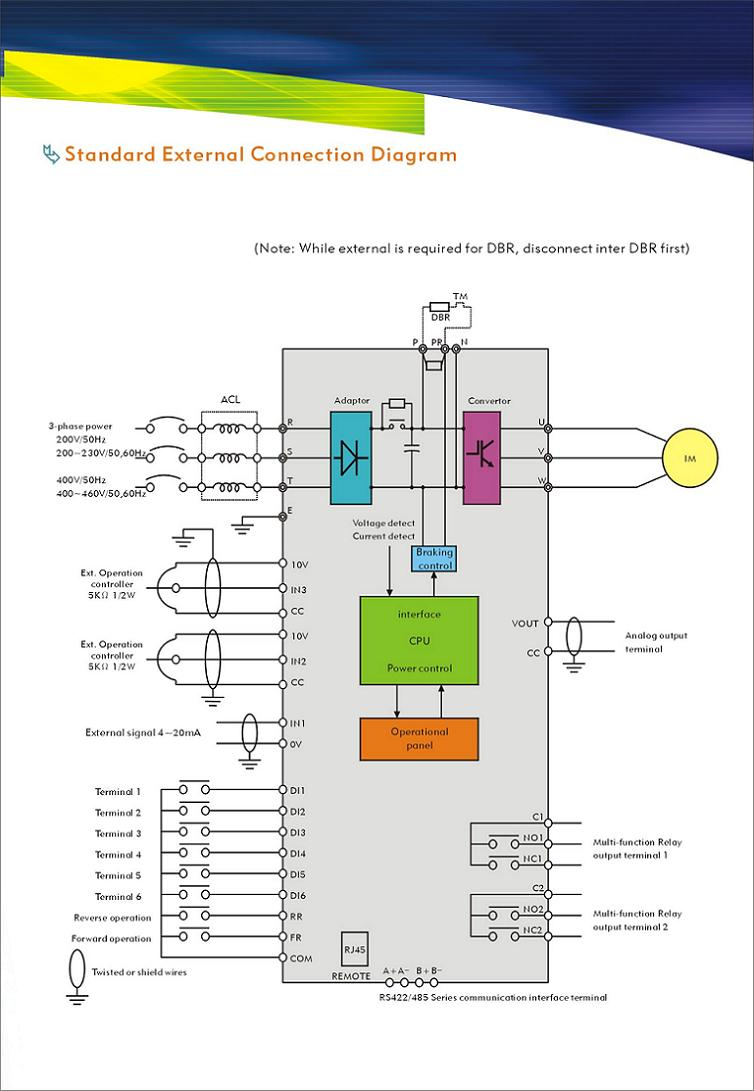 Standard External Connection Diagram
(Note: While external is required for DBR, disconnect inter DBR first)
TM
DBR
P PR N
ACL
Adaptor
Convertor
3-phase power
200V/50Hz
200~230V/50,60Hz
400V/50Hz
400~460V/50,60Hz
R
S
T
E
U
V
W
IM
Voltage detect
Current detect
Braking
control
Ext. Operation
controller
5KΩ 1/2W
10V
IN3
CC
Ext. Operation
controller
5KΩ 1/2W
10V
IN2
CC
interface
CPU
Power control
VOUT
CC
Analog output
terminal
External signal 4~20mA
IN1
0V
Operational
panel
Terminal 1
Terminal 2
Terminal 3
Terminal 4
Terminal 5
Terminal 6
Reverse operation
Forward operation
DI1
DI2
DI3
DI4
DI5
DI6
RR
FR
COM
C1
NO1
NC1
Multi-function Relay
output terminal 1
C2
NO2
NC2
Multi-function Relay
output terminal 2
Twisted or shield wires
RJ45
REMOTE
A+A- B+B-
RS422/485 Series communication interface terminal